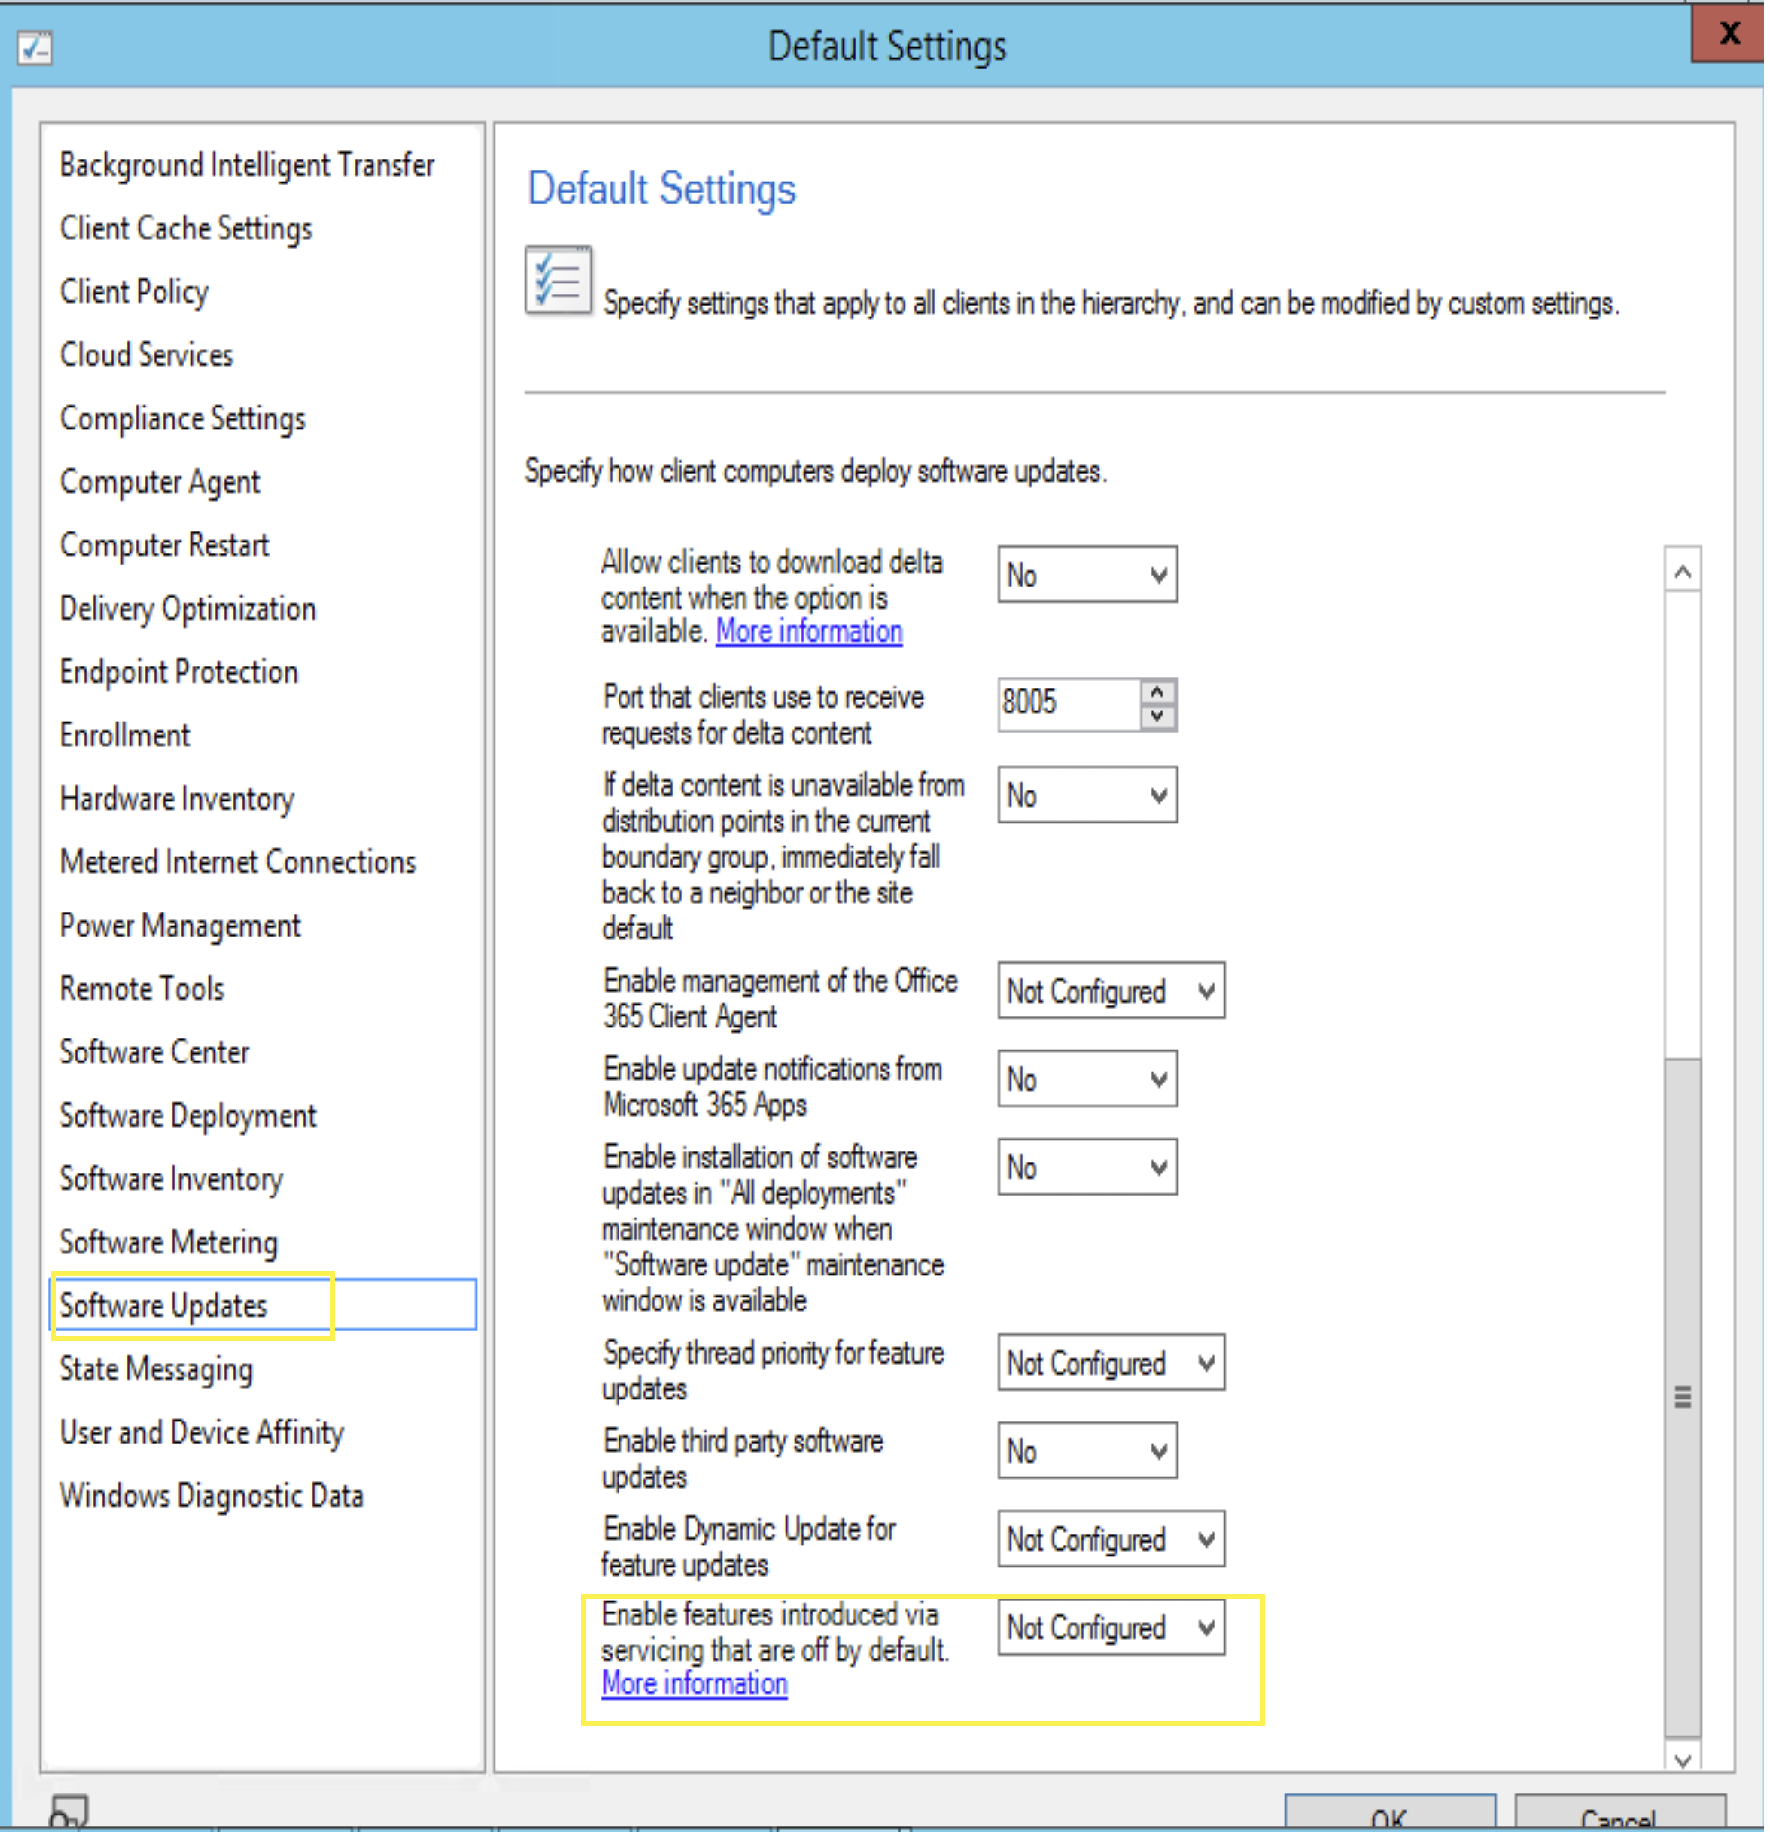 Default Settings
X
Background Intelligent Transfer
Client Cache Settings
Client Policy
Cloud Services
Compliance Settings
Computer Agent
Computer Restart
Delivery Optimization
Endpoint Protection
Enrollment
Hardware Inventory
Metered Internet Connections
Power Management
Remote Tools
Software Center
Software Deployment
Software Inventory
Software Metering
Software Updates
State Messaging
User and Device Affinity
Windows Diagnostic Data
Default Settings
Specify settings that apply to all clients in the hierarchy, and can be modified by custom settings.
Specify how client computers deploy software updates.
Allow clients to download delta
content when the option is
available. More information
No
Port that clients use to receive
requests for delta content
8005
If delta content is unavailable from
distribution points in the current
boundary group, immediately fall
back to a neighbor or the site
default
No
Enable management of the Office
365 Client Agent
Not Configured
Enable update notifications from
Microsoft 365 Apps
No
Enable installation of software
updates in "All deployments"
maintenance window when
"Software update" maintenance
window is available
No
Specify thread priority for feature
updates
Not Configured
Enable third party software
updates
No
Enable Dynamic Update for
feature updates
Not Configured
Enable features introduced via
servicing that are off by default.
More information
Not Configured
OK
Cancel